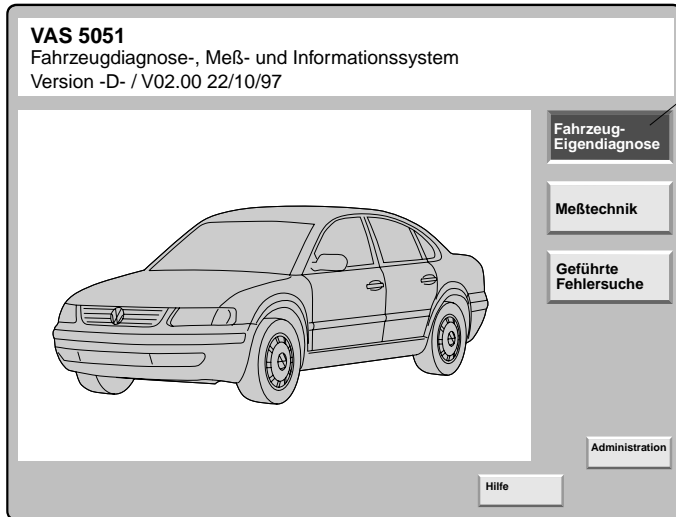 VAS 5051
Fahrzeugdiagnose-, Meß- und Informationssystem
Version -D- / V02.00 22/10/97
Fahrzeug-
Eigendiagnose
Meßtechnik
Geführte
Fehlersuche
Administration
Hilfe